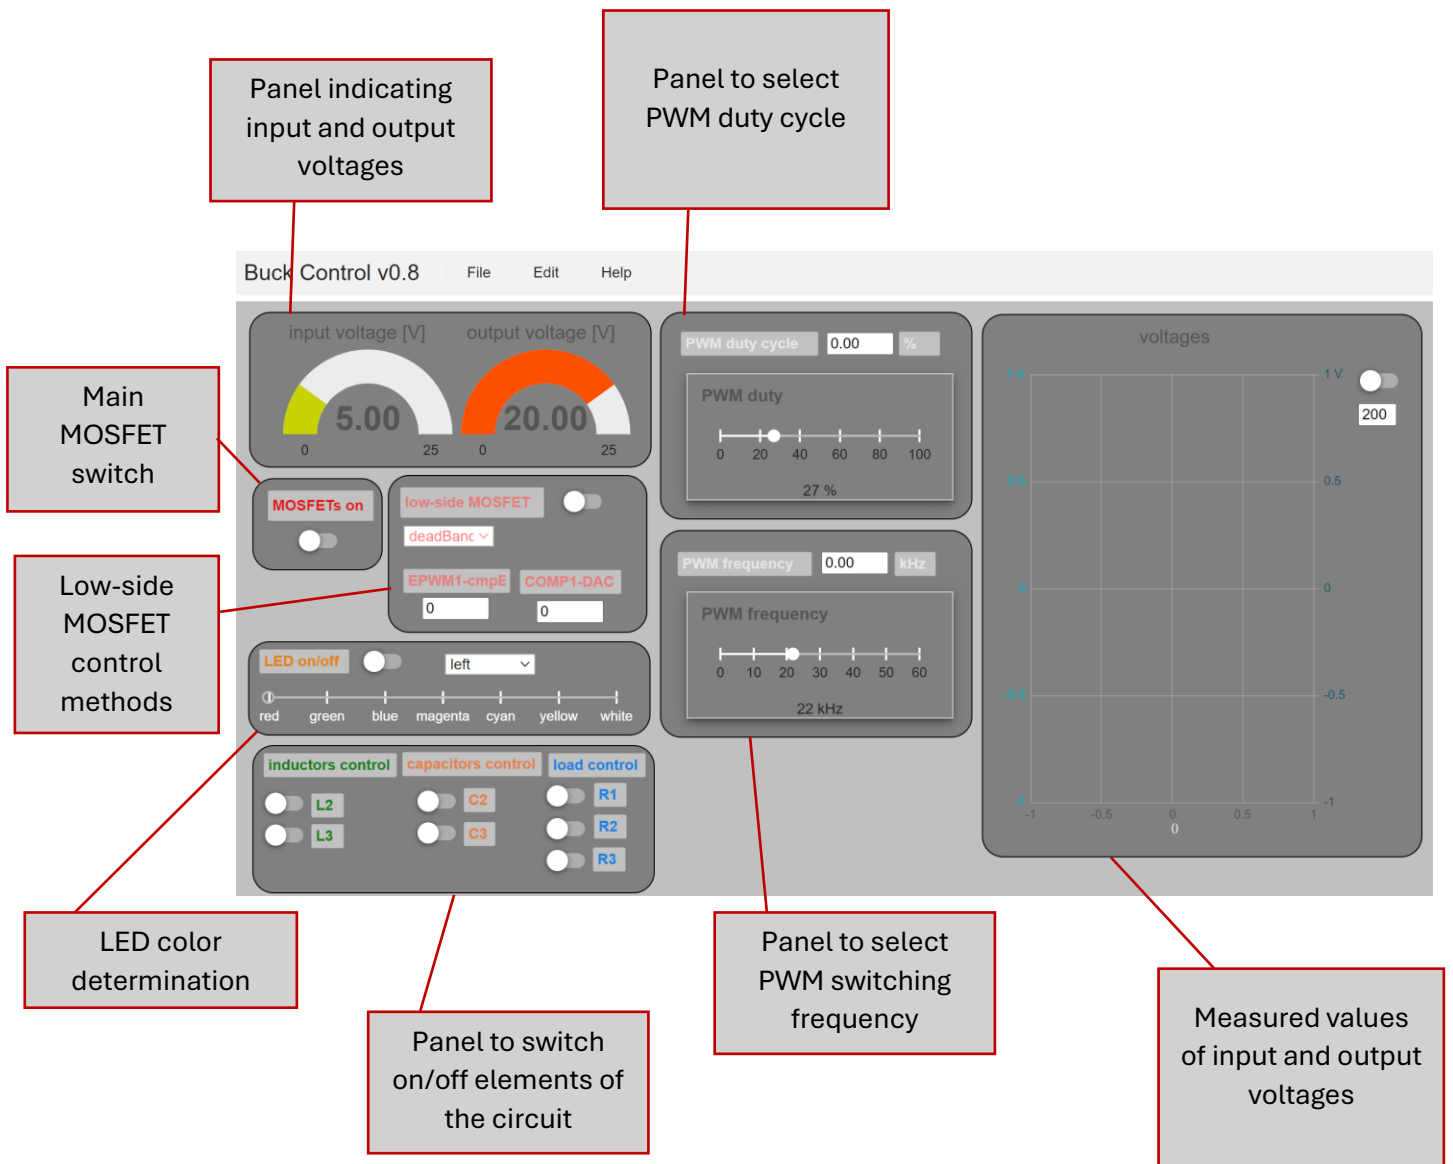 Panel to select
PWM duty cycle
Panel indicating
input and output
voltages
Buck Control v0.8 File Edit Help
input voltage [V] output voltage [V]
5.00 20.00
0 25 0 25
Main
MOSFET
switch
MOSFETs on
low-side MOSFET
deadBanc
EPWM1-cmpE COMP1-DAC
0 0
Low-side
MOSFET
control
methods
LED on/off left
red green blue magenta cyan yellow white
inductors control capacitors control load control
L2 C2 R1
L3 C3 R2
R3
PWM duty cycle 0.00 %
PWM duty
0 20 40 60 80 100
27 %
PWM frequency 0.00 kHz
PWM frequency
0 10 20 30 40 50 60
22 kHz
voltages
1 V 1 V
200
0.5 0.5
0 0
-0.5 -0.5
-1 -1
-1 -0.5 0 0.5 1
0
LED color
determination
Panel to switch
on/off elements of
the circuit
Panel to select
PWM switching
frequency
Measured values
of input and output
voltages